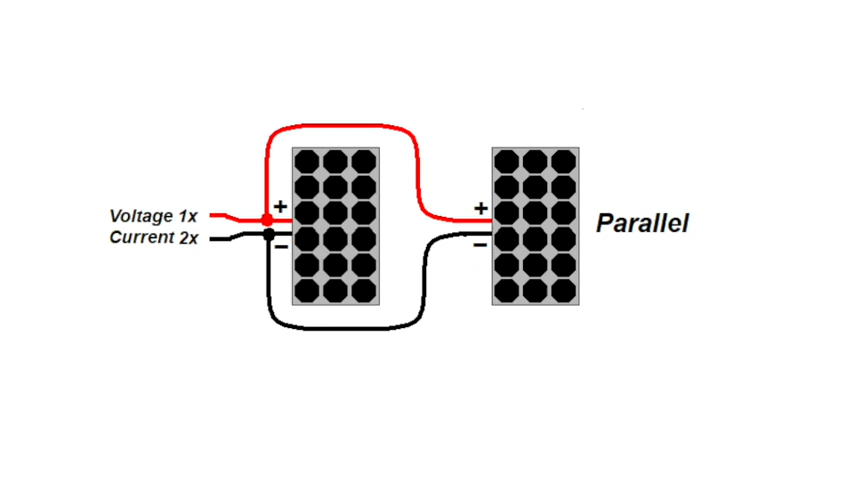 +
+
Voltage 1x
Parallel
Current 2x
−
−